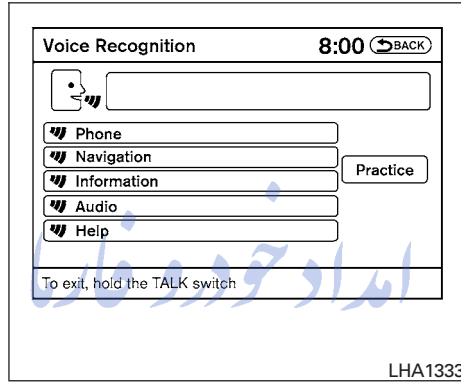 Voice Recognition 8:00 BACK
Phone
Navigation
Practice
Information
Audio
Help
To exit, hold the TALK switch
امداد خودرو فارما
LHA1333